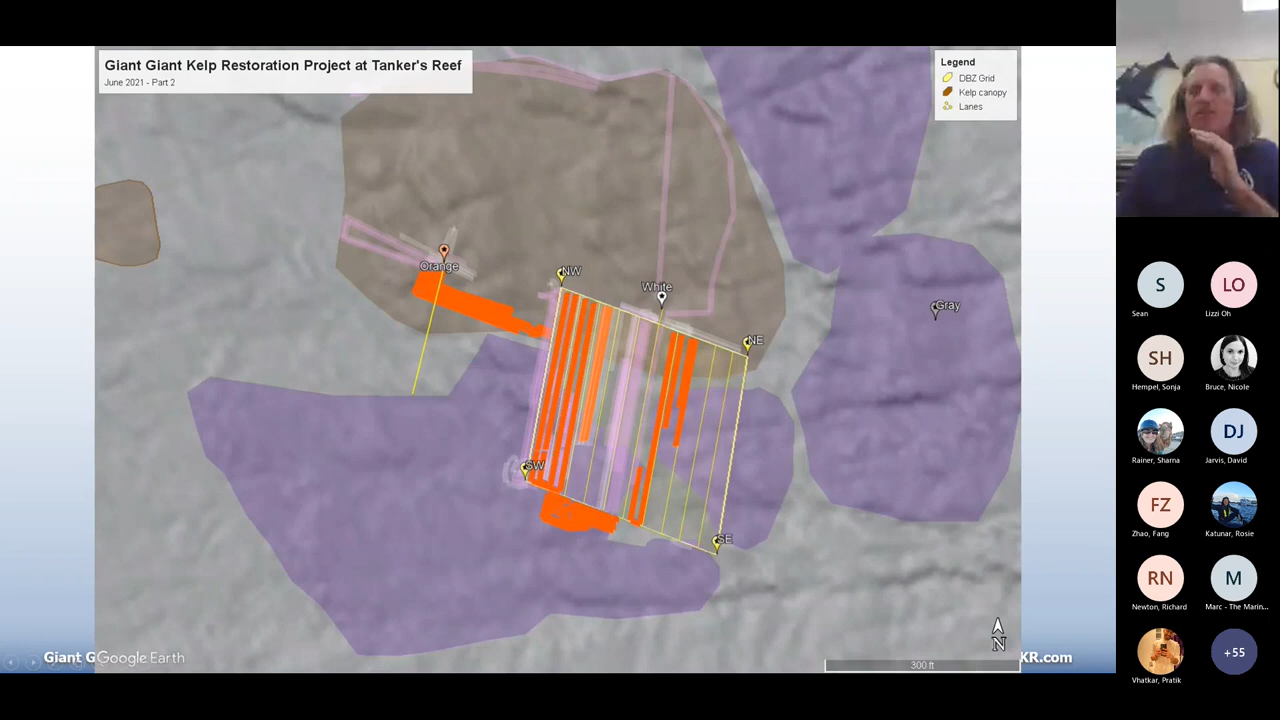 Giant Giant Kelp Restoration Project at Tanker's Reef
June 2021 - Part 2
Legend
DBZ Grid
Kelp canopy
Lanes
Orange
NW
White
NE
Gray
SW
SE
N
300 ft
Giant G
Google Earth
KR.com
S
Sean
LO
Lizzi Oh
SH
Hempel, Sonja
Bruce, Nicole
Rainer, Sharna
DJ
Jarvis, David
FZ
Zhao, Fang
Katunar, Rosie
RN
Newton, Richard
M
Marc - The Marin...
Vhatkar, Pratik
+55